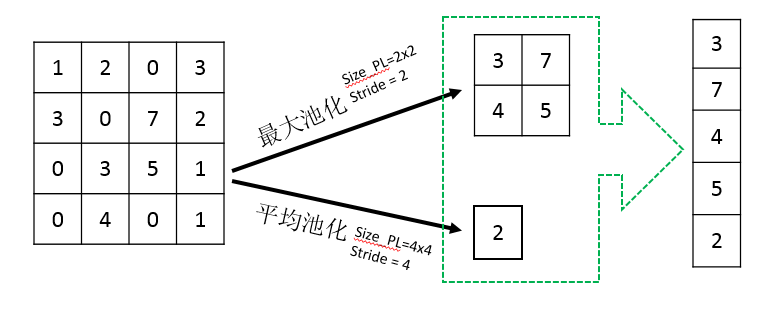 1 2 0 3
3 0 7 2
0 3 5 1
0 4 0 1
最大池化
Size_PL=2x2
Stride = 2
平均池化
Size_PL=4x4
Stride = 4
3 7
4 5
2
3
7
4
5
2